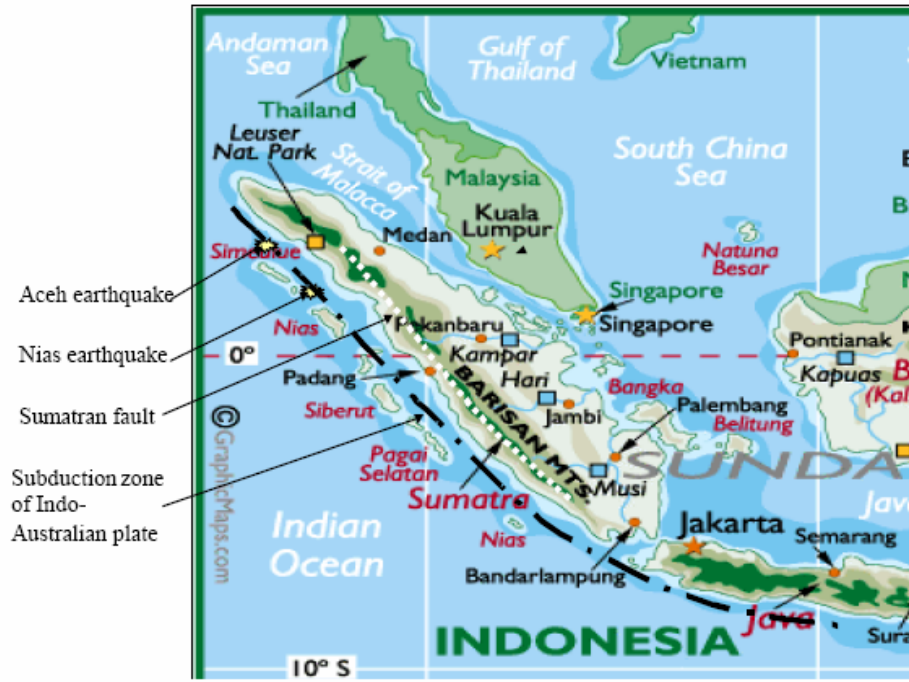 Andaman
Sea
Gulf of
Thailand
Vietnam
Thailand
Leuser
Nat. Park
Strait of
Malacca
South China
Sea
Malaysia
Kuala
Lumpur
Medan
Simeulue
Natuna
Besar
Aceh earthquake
Singapore
Singapore
Nias
Pekanbaru
Kampar
Pontianak
Kapuas
Nias earthquake
0°
Padang
Hari
Bangka
B
(Kal
Sumatran fault
Siberut
BARISAN MTS.
Jambi
Palembang
Belitung
Subduction zone
of Indo-
Australian plate
Pagai
Selatan
Sumatra
Musi
SUNDA
Indian
Ocean
Nias
Jakarta
Java
Semarang
Bandarlampung
Java
Sura
INDONESIA
10° S
©GraphicMaps.com